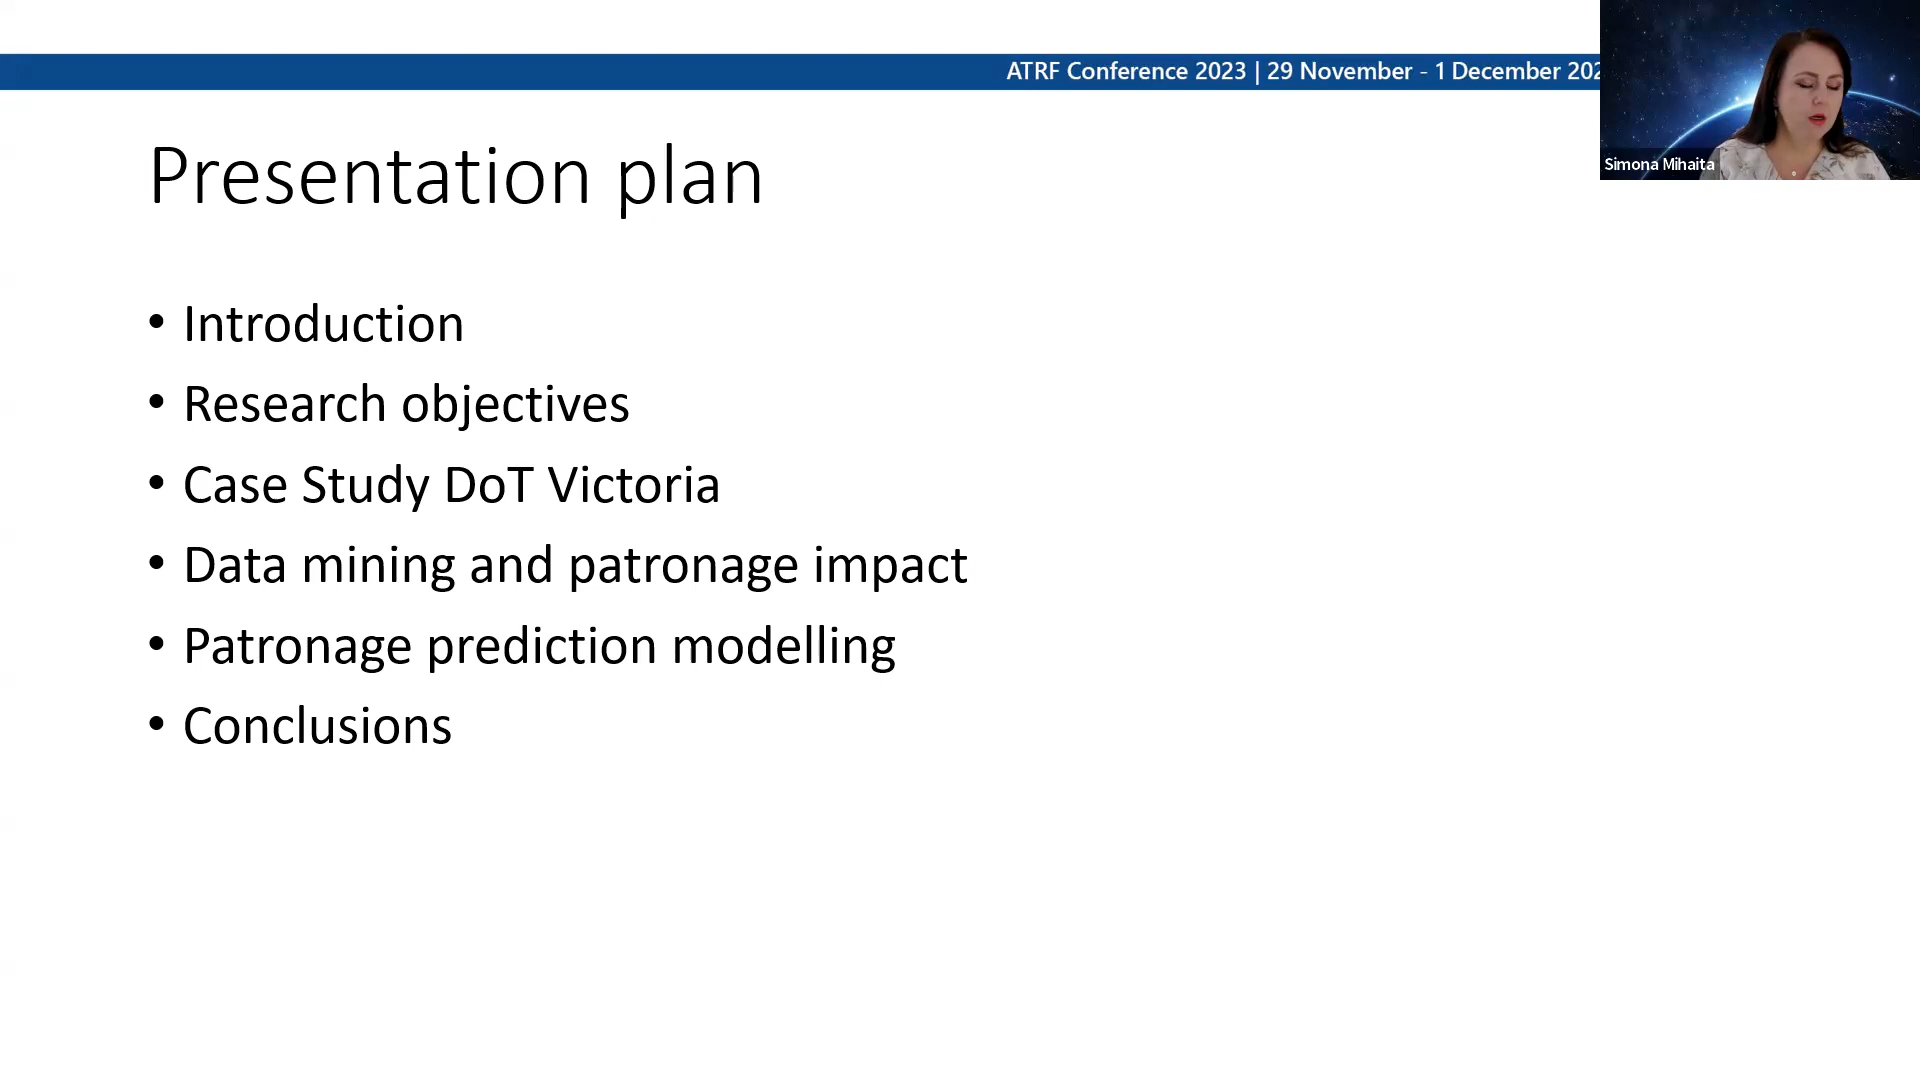 ATRF Conference 2023 | 29 November - 1 December 202
Simona Mihaita
Presentation plan
• Introduction
• Research objectives
• Case Study DoT Victoria
• Data mining and patronage impact
• Patronage prediction modelling
• Conclusions